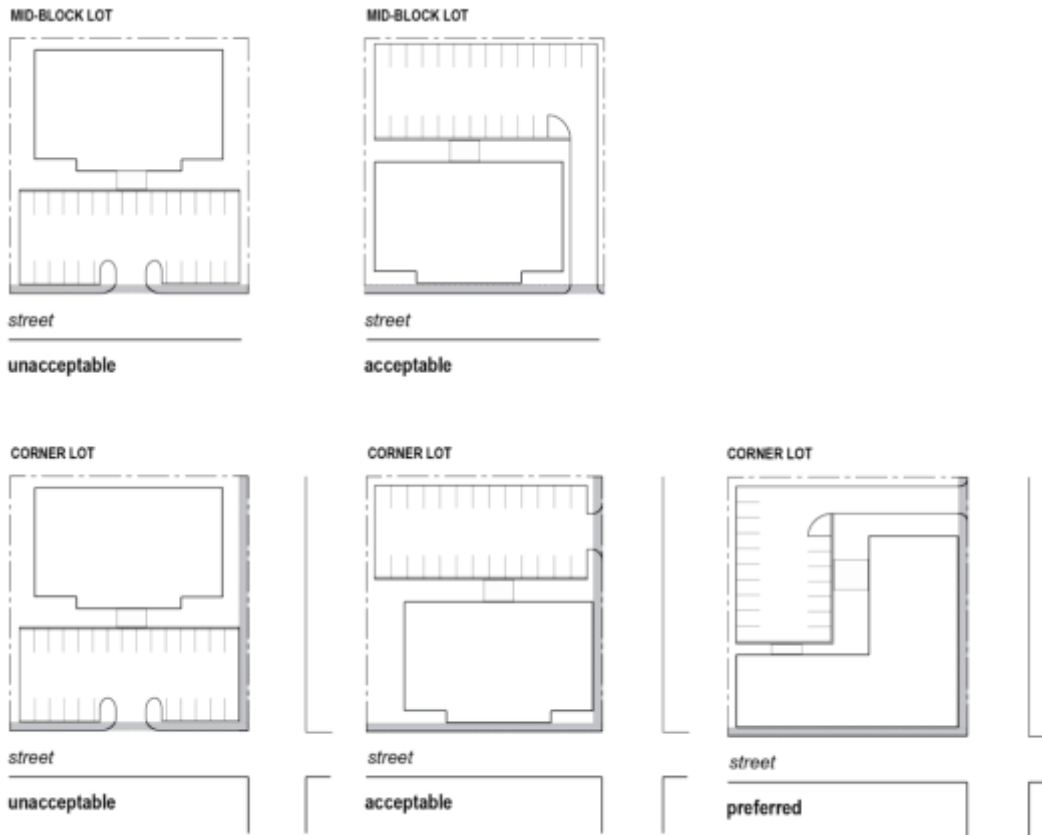 MID-BLOCK LOT
MID-BLOCK LOT
street
street
unacceptable
acceptable
CORNER LOT
CORNER LOT
CORNER LOT
street
street
street
unacceptable
acceptable
preferred